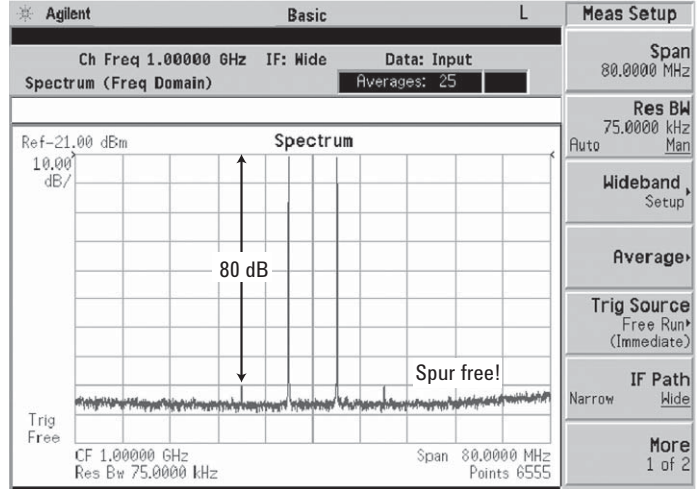 Agilent Basic L Meas Setup
Ch Freq 1.00000 GHz IF: Wide Data: Input
Spectrum (Freq Domain) Averages: 25
Span
80.0000 MHz
Res BW
75.0000 kHz
Auto Man
Wideband
Setup
Average
Trig Source
Free Run
(Immediate)
IF Path
Narrow Wide
More
1 of 2
Ref-21.00 dBm Spectrum
10.00
dB/
80 dB
Spur free!
Trig
Free
CF 1.00000 GHz Span 80.0000 MHz
Res Bw 75.0000 kHz Points 6555